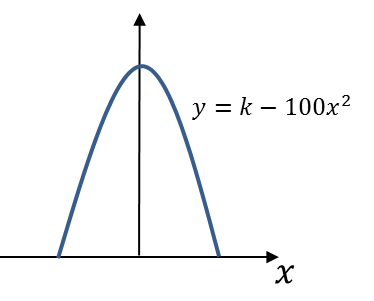 y = k − 100x²
x